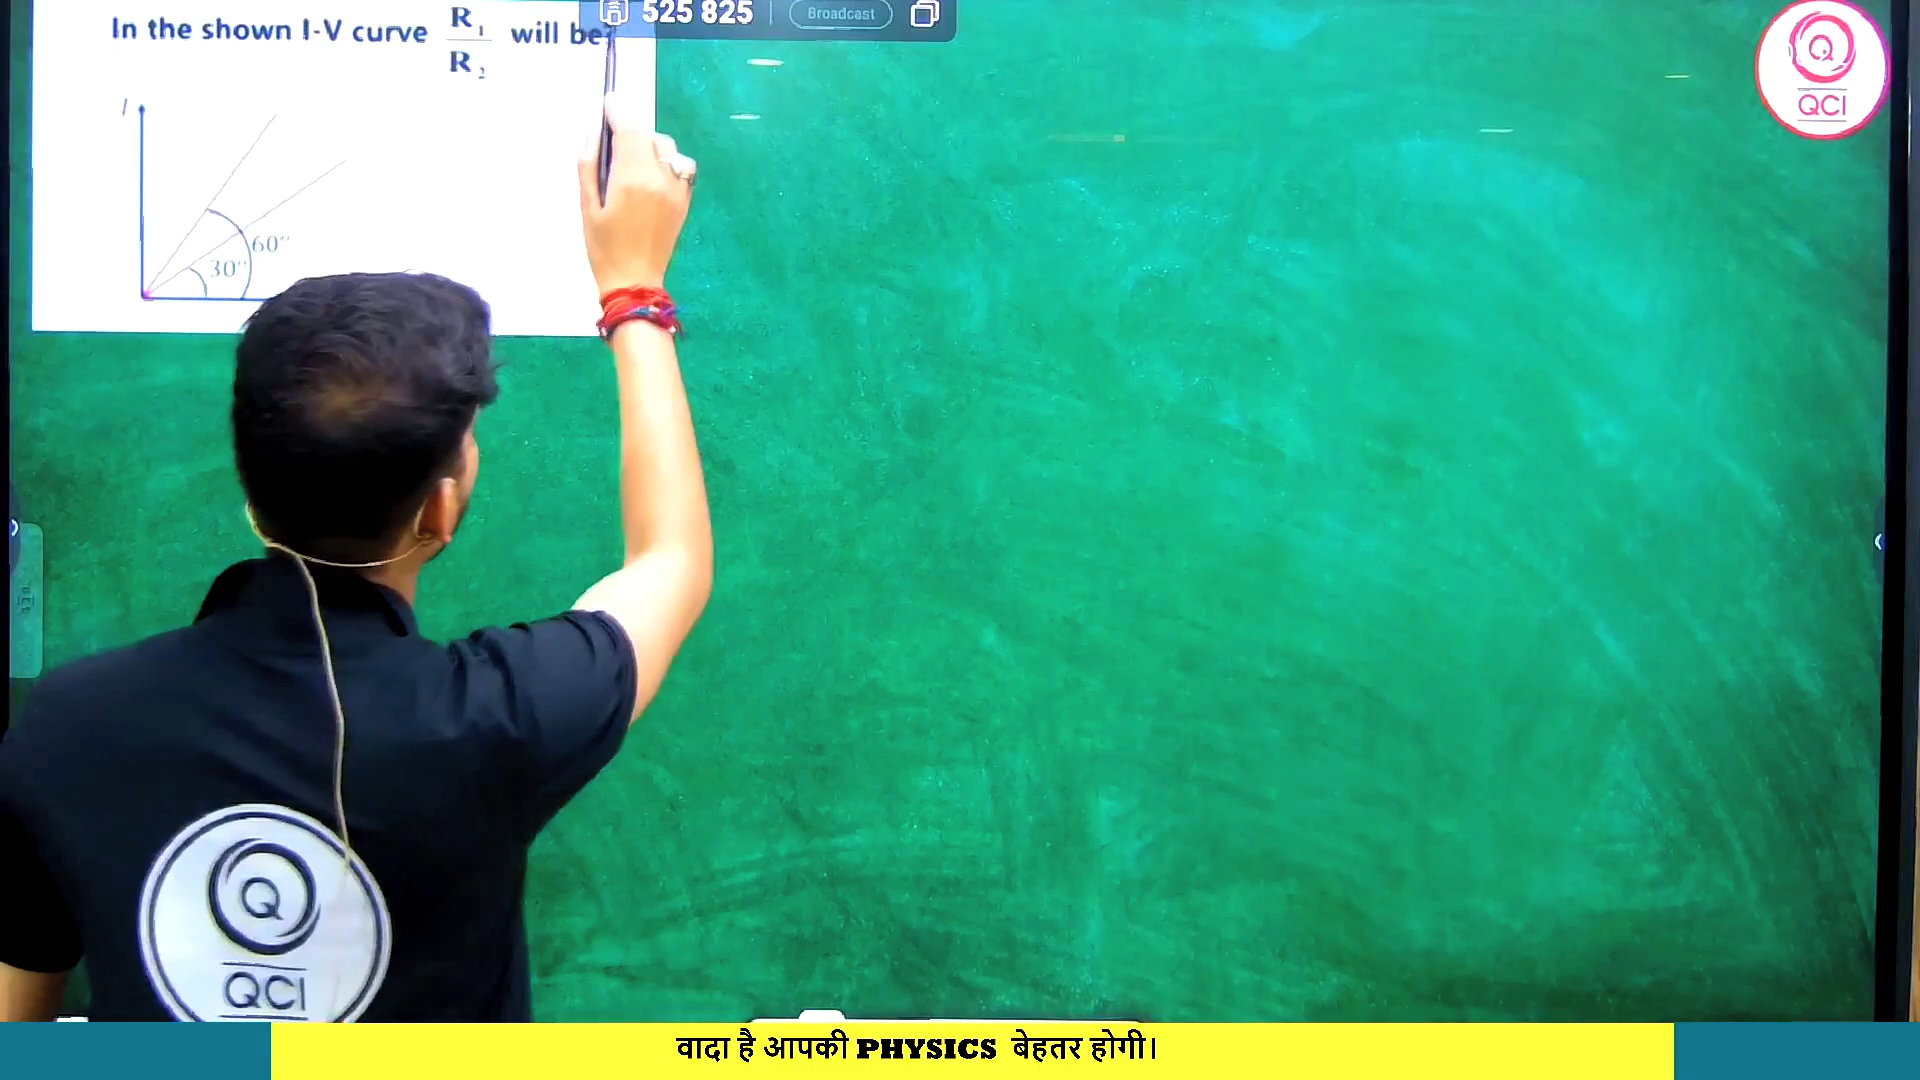 525 825
Broadcast
In the shown I-V curve R₁/R₂ will be
I
60°
30°
QCI
QCI
वादा है आपकी PHYSICS बेहतर होगी।